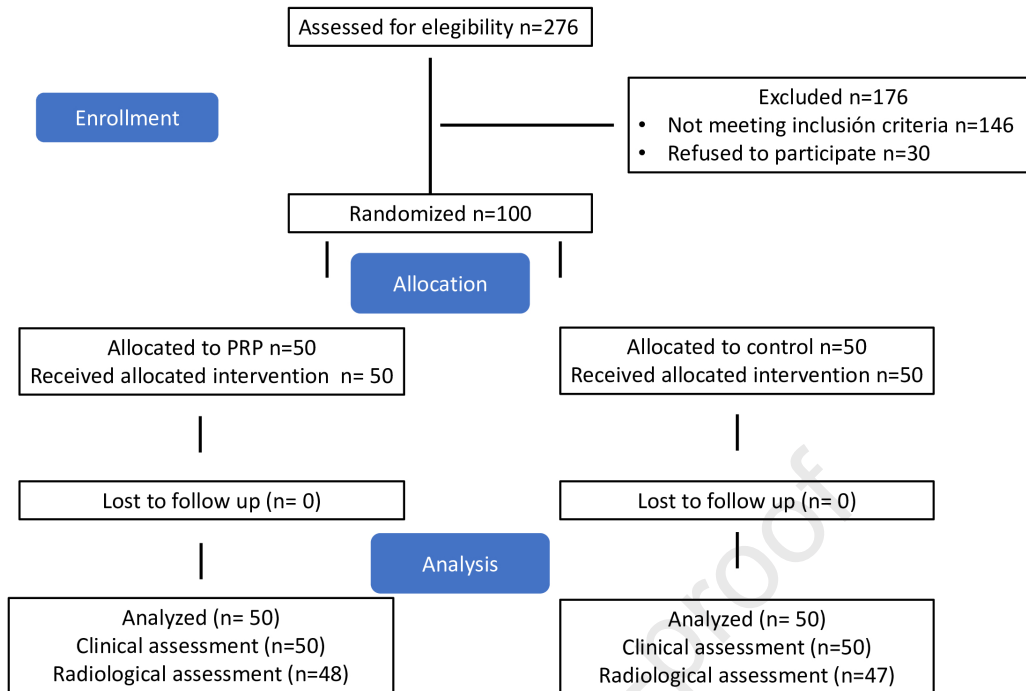 Assessed for elegibility n=276
Enrollment
Excluded n=176
• Not meeting inclusión criteria n=146
• Refused to participate n=30
Randomized n=100
Allocation
Allocated to PRP n=50
Received allocated intervention n= 50
Allocated to control n=50
Received allocated intervention n=50
Lost to follow up (n= 0)
Lost to follow up (n= 0)
Analysis
Analyzed (n= 50)
Clinical assessment (n=50)
Radiological assessment (n=48)
Analyzed (n= 50)
Clinical assessment (n=50)
Radiological assessment (n=47)
proof